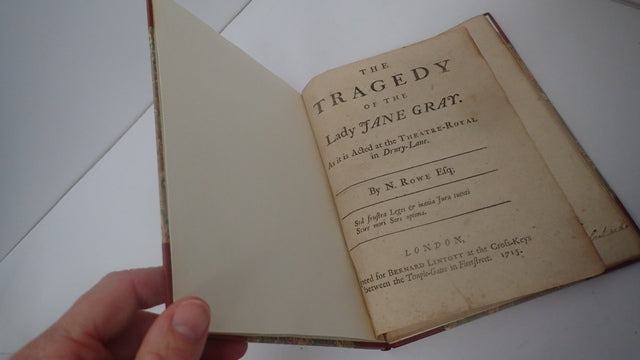 THE
TRAGEDY
OF THE
Lady JANE GRAY.
As it is Acted at the THEATRE-ROYAL
in Drury-Lane.
By N. ROWE Esq;
Sed frustra Leges & inania Jura tuenti
Scire mori Sors optima.
LONDON,
for BERNARD LINTOTT at the Cross-Keys
between the Temple-Gates in Fleetstreet. 1715.